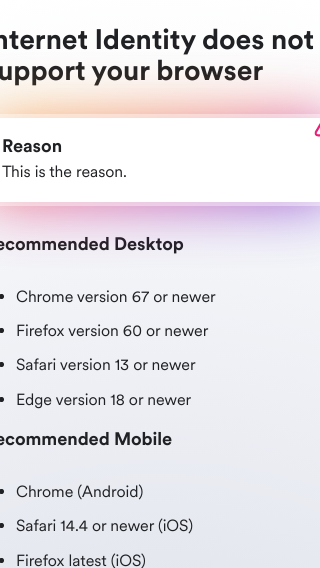 nternet Identity does not
upport your browser
Reason
This is the reason.
ecommended Desktop
Chrome version 67 or newer
Firefox version 60 or newer
Safari version 13 or newer
Edge version 18 or newer
ecommended Mobile
Chrome (Android)
Safari 14.4 or newer (iOS)
Firefox latest (iOS)